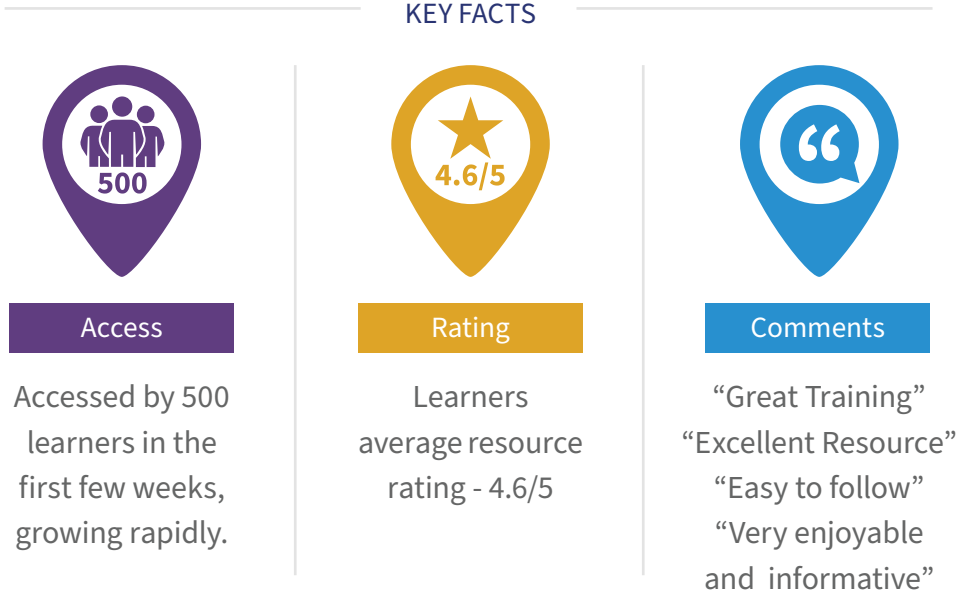 KEY FACTS
500
Access
Accessed by 500
learners in the
first few weeks,
growing rapidly.
4.6/5
Rating
Learners
average resource
rating - 4.6/5
“
Comments
“Great Training”
“Excellent Resource”
“Easy to follow”
“Very enjoyable
and  informative”